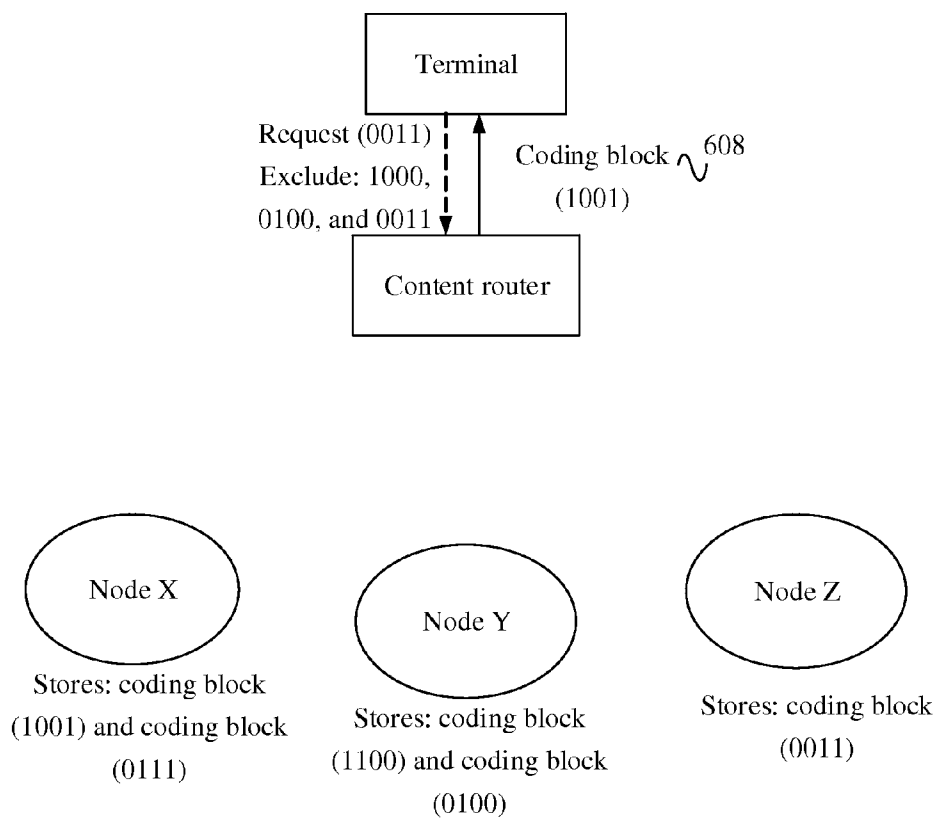 Terminal
Request (0011)
Exclude: 1000,
0100, and 0011
Coding block
(1001)
608
Content router
Node X
Stores: coding block
(1001) and coding block
(0111)
Node Y
Stores: coding block
(1100) and coding block
(0100)
Node Z
Stores: coding block
(0011)